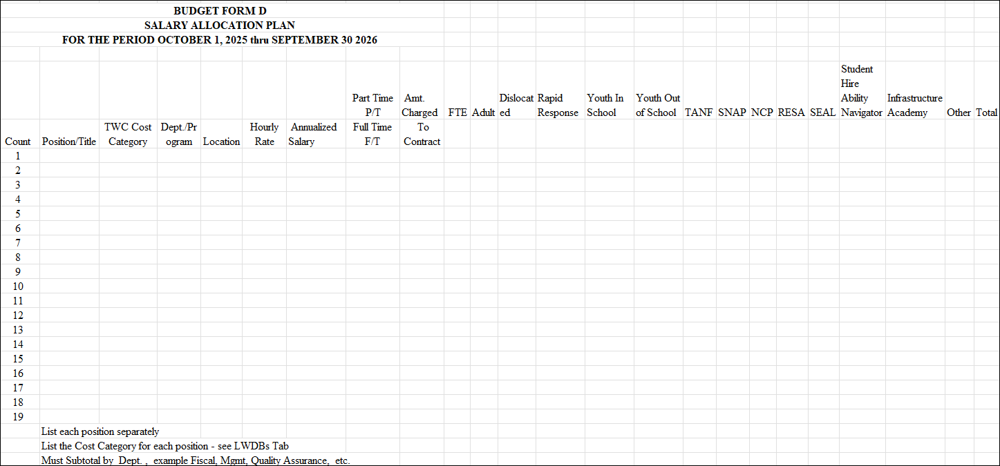 BUDGET FORM D
SALARY ALLOCATION PLAN
FOR THE PERIOD OCTOBER 1, 2025 thru SEPTEMBER 30 2026
Student
Hire
Part Time Amt. Dislocat Rapid Youth In Youth Out Ability Infrastructure
P/T Charged FTE Adult ed Response School of School TANF SNAP NCP RESA SEAL Navigator Academy Other Total
TWC Cost Dept./Pr Hourly Annualized Full Time To
Count Position/Title Category ogram Location Rate Salary F/T Contract
1
2
3
4
5
6
7
8
9
10
11
12
13
14
15
16
17
18
19
List each position separately
List the Cost Category for each position - see LWDBs Tab
Must Subtotal by Dept. , example Fiscal, Mgmt, Quality Assurance, etc.